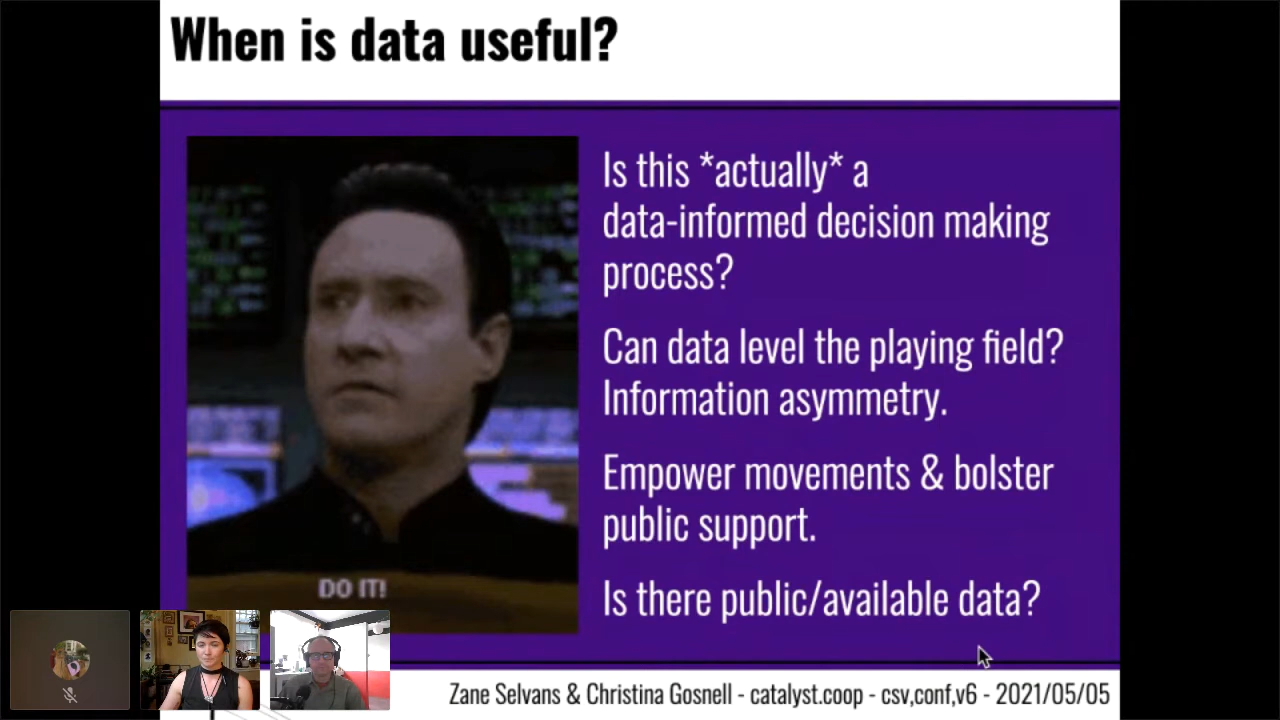 When is data useful?
Is this *actually* a
data-informed decision making
process?
Can data level the playing field?
Information asymmetry.
Empower movements & bolster
public support.
Is there public/available data?
DO IT!
Zane Selvans & Christina Gosnell - catalyst.coop - csv,conf,v6 - 2021/05/05